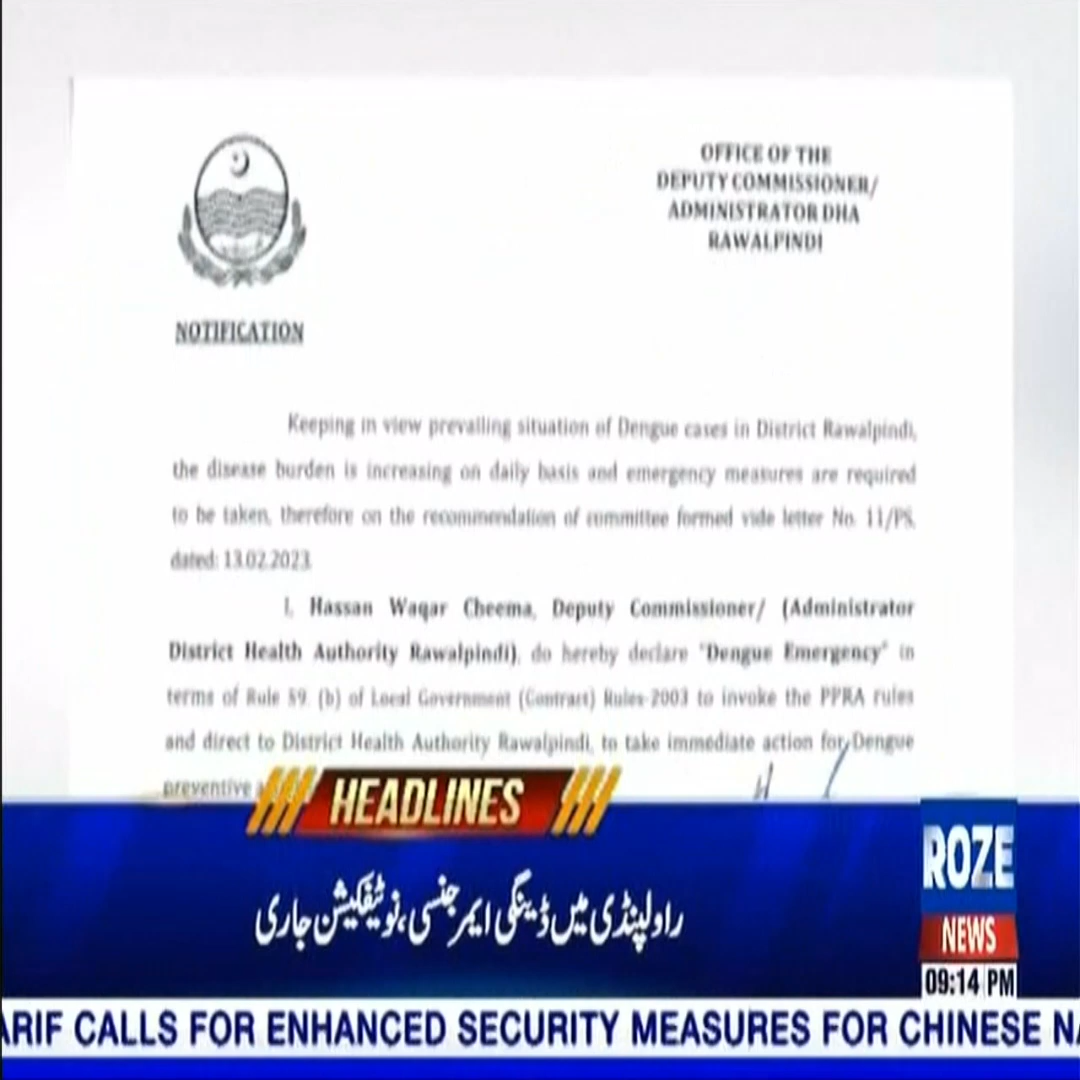 OFFICE OF THE
DEPUTY COMMISSIONER/
ADMINISTRATOR DHA
RAWALPINDI
NOTIFICATION
Keeping in view prevailing situation of Dengue cases in District Rawalpindi,
the disease burden is increasing on daily basis and emergency measures are required
to be taken, therefore on the recommendation of committee formed vide letter No. 11/PS,
dated: 13.02.2023
I, Hassan Waqar Cheema, Deputy Commissioner/ (Administrator
District Health Authority Rawalpindi), do hereby declare "Dengue Emergency" in
terms of Rule 59 (b) of Local Government (Contract) Rules-2003 to invoke the PPRA rules
and direct to District Health Authority Rawalpindi, to take immediate action for Dengue
preventive
HEADLINES
راولپنڈی میں ڈینگی ایمرجنسی، نوٹیفکیشن جاری
ROZE
NEWS
09:14 PM
ARIF CALLS FOR ENHANCED SECURITY MEASURES FOR CHINESE NA